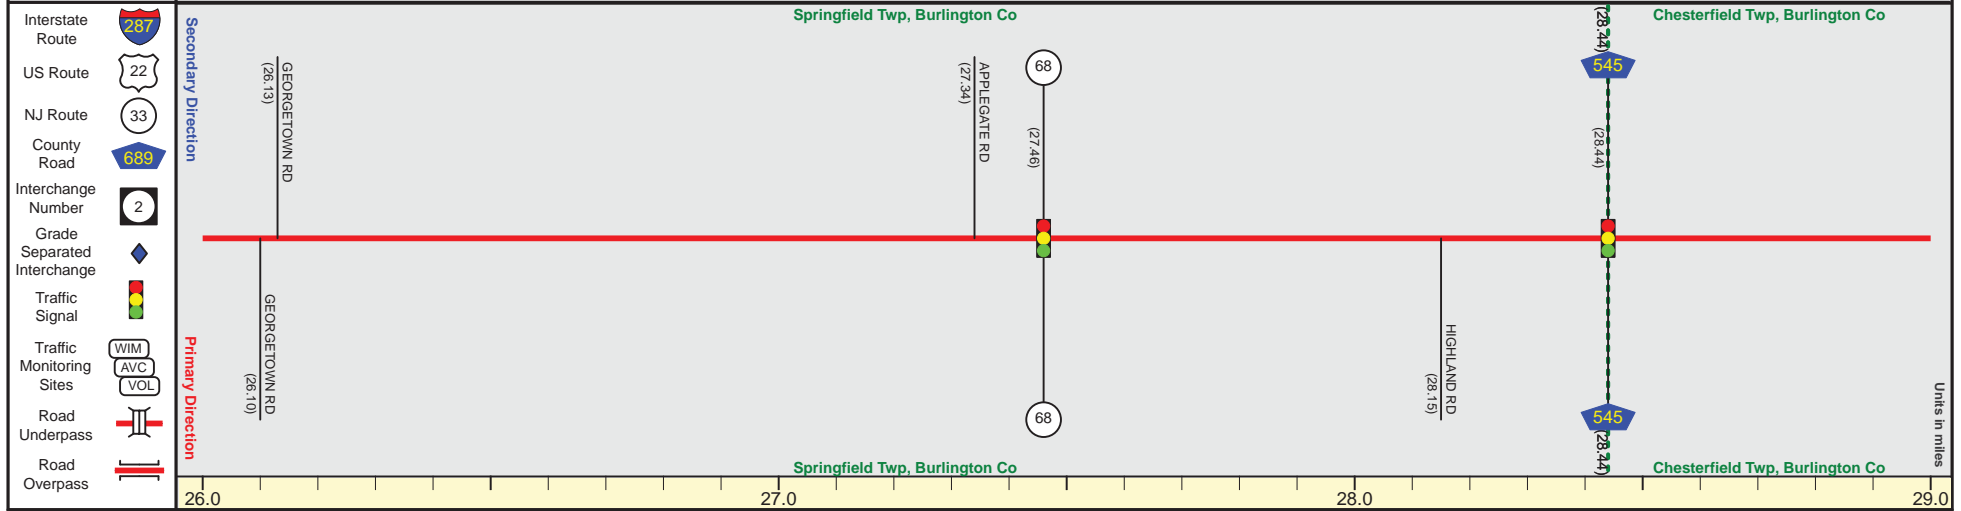 Interstate
Route
287
US Route
22
NJ Route
33
County
Road
689
Interchange
Number
2
Grade
Separated
Interchange
Traffic
Signal
Traffic
Monitoring
Sites
WIM
AVC
VOL
Road
Underpass
Road
Overpass
Secondary Direction
Primary Direction
Springfield Twp, Burlington Co
Chesterfield Twp, Burlington Co
GEORGETOWN RD
(26.13)
APPLEGATE RD
(27.34)
68
(27.46)
(28.44)
545
(28.44)
GEORGETOWN RD
(26.10)
68
HIGHLAND RD
(28.15)
545
(28.44)
Units in miles
Springfield Twp, Burlington Co
Chesterfield Twp, Burlington Co
26.0
27.0
28.0
29.0